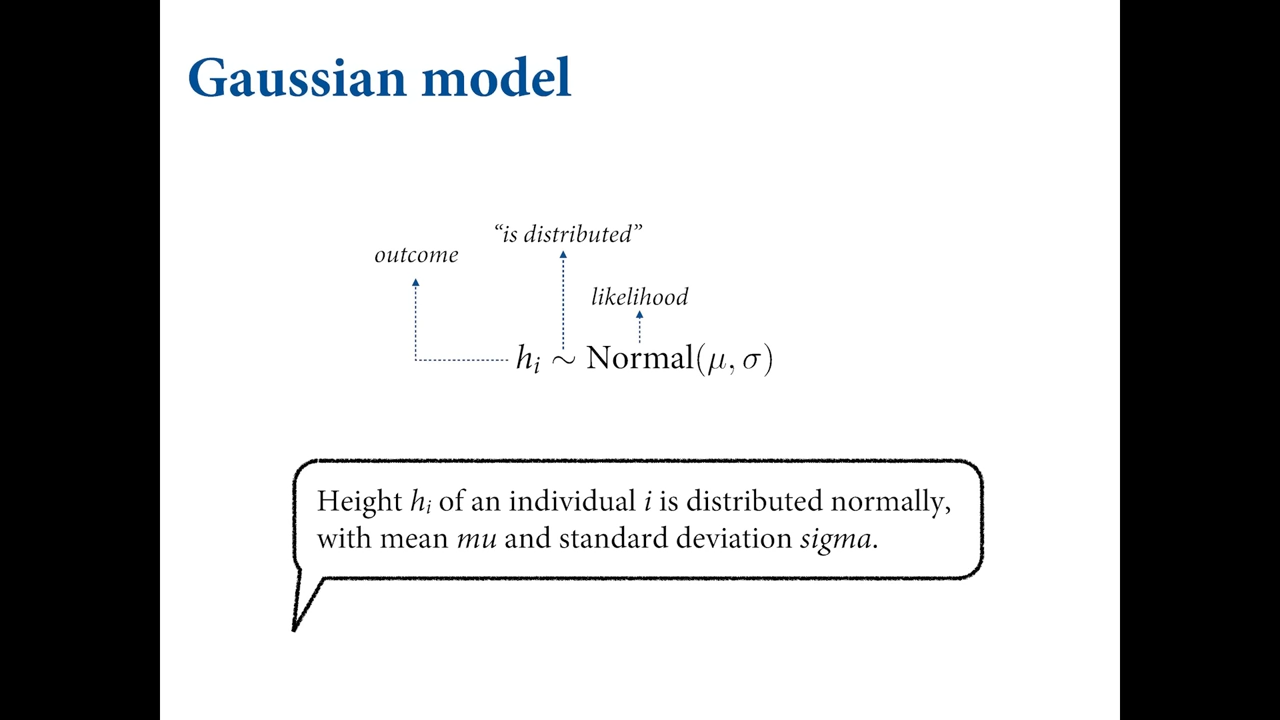 Gaussian model
“is distributed”
outcome
likelihood
hᵢ ∼ Normal(μ, σ)
Height hᵢ of an individual i is distributed normally,
with mean mu and standard deviation sigma.